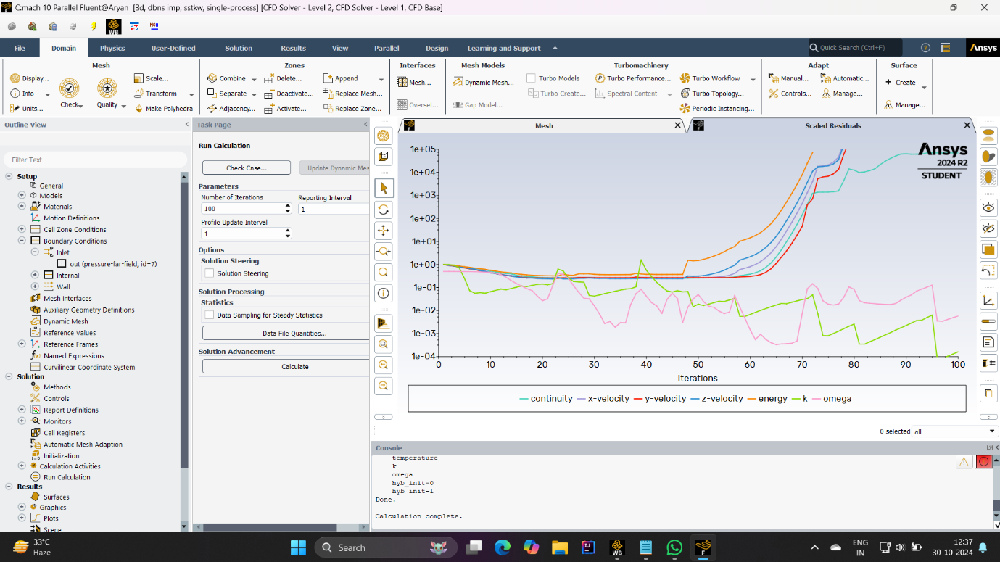 C:mach 10 Parallel Fluent@Aryan [3d, dbns imp, sstkw, single-process] [CFD Solver - Level 2, CFD Solver - Level 1, CFD Base]
WB
File Domain Physics User-Defined Solution Results View Parallel Design Learning and Support Quick Search (Ctrl+F) Ansys
Mesh
Display...
Info
Units...
Check
Quality
Scale...
Transform
Make Polyhedra
Zones
Combine
Separate
Adjacency...
Delete...
Deactivate...
Activate...
Append
Replace Mesh...
Replace Zone...
Interfaces
Mesh...
Overset...
Mesh Models
Dynamic Mesh...
Gap Model...
Turbomachinery
Turbo Models
Turbo Create...
Turbo Performance...
Spectral Content
Turbo Workflow
Turbo Topology...
Periodic Instancing...
Adapt
Manual...
Controls...
Automatic...
Manage...
Surface
+ Create
Manage...
Outline View
Filter Text
Setup
General
Models
Materials
Motion Definitions
Cell Zone Conditions
Boundary Conditions
Inlet
out (pressure-far-field, id=7)
Internal
Wall
Mesh Interfaces
Auxiliary Geometry Definitions
Dynamic Mesh
Reference Values
Reference Frames
Named Expressions
Curvilinear Coordinate System
Solution
Methods
Controls
Report Definitions
Monitors
Cell Registers
Automatic Mesh Adaption
Initialization
Calculation Activities
Run Calculation
Results
Surfaces
Graphics
Plots
Scene
Task Page
Run Calculation
Check Case...
Update Dynamic Mes
Parameters
Number of Iterations
100
Reporting Interval
1
Profile Update Interval
1
Options
Solution Steering
Solution Steering
Solution Processing
Statistics
Data Sampling for Steady Statistics
Data File Quantities...
Solution Advancement
Calculate
Mesh
Scaled Residuals
Ansys
2024 R2
STUDENT
1e+05
1e+04
1e+03
1e+02
1e+01
1e+00
1e-01
1e-02
1e-03
1e-04
0 10 20 30 40 50 60 70 80 90 100
Iterations
continuity x-velocity y-velocity z-velocity energy k omega
0 selected all
Console
temperature
k
omega
hyb_init-0
hyb_init-1
Done.
Calculation complete.
33°C
Haze
Search
WB
F
ENG
IN
12:37
30-10-2024